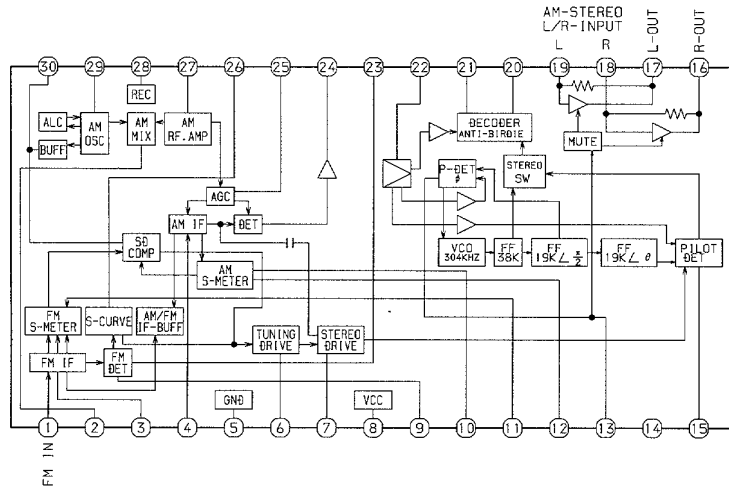 AM-STEREO
L/R-INPUT
L R L-OUT R-OUT
30 29 28 27 26 25 24 23 22 21 20 19 18 17 16
REC
ALC
BUFF
AM OSC
AM MIX
AM RF.AMP
DECODER
ANTI-BIRDIE
MUTE
P-DET
φ
STEREO
SW
AGC
AM IF
DET
SD
COMP
AM
S-METER
VCO
304KHZ
FF
38K
FF
19K∠ π/2
FF
19K∠ θ
PILOT
DET
FM
S-METER
S-CURVE
AM/FM
IF-BUFF
TUNING
DRIVE
STEREO
DRIVE
FM IF
FM
DET
GND
VCC
1 2 3 4 5 6 7 8 9 10 11 12 13 14 15
FM IN